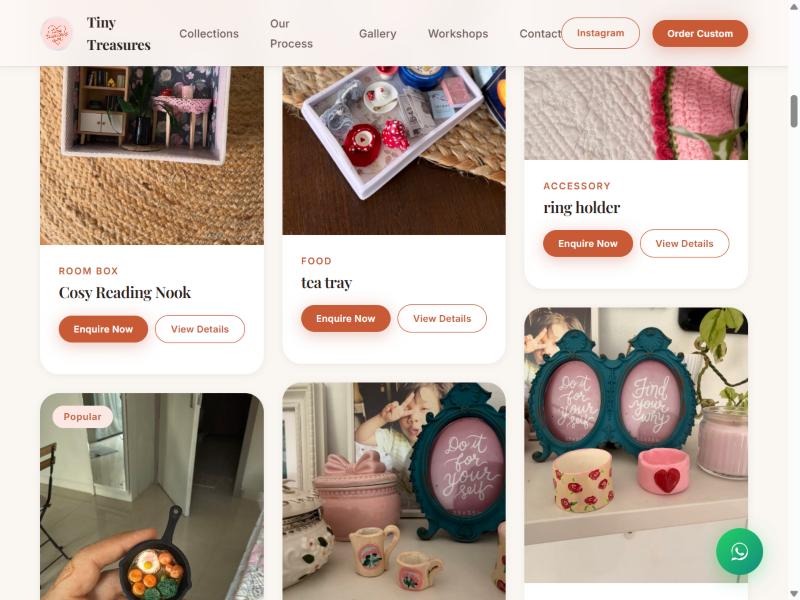 Tiny
Treasures
Collections
Our
Process
Gallery
Workshops
Contact
Instagram
Order Custom
ROOM BOX
Cosy Reading Nook
Enquire Now
View Details
FOOD
tea tray
Enquire Now
View Details
ACCESSORY
ring holder
Enquire Now
View Details
Popular
Do it
for
your
self
Do it
for
your
self
Find
your
why